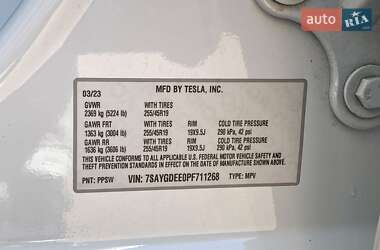 auto RIA .com
MFD BY TESLA, INC.
03/23
GVWR WITH TIRES
2369 kg (5224 lb) 255/45R19
GAWR FRT WITH TIRES RIM COLD TIRE PRESSURE
1363 kg (3004 lb) 255/45R19 19X9.5J 290 kPa, 42 psi
GAWR RR WITH TIRES RIM COLD TIRE PRESSURE
1636 kg (3606 lb) 255/45R19 19X9.5J 290 kPa, 42 psi
THIS VEHICLE CONFORMS TO ALL APPLICABLE FEDERAL MOTOR VEHICLE SAFETY
AND THEFT PREVENTION STANDARDS IN EFFECT ON THE DATE OF MANUFACTURE
SHOWN ABOVE.
PNT: PPSW VIN: 7SAYGDEE0PF711268 TYPE: MPV